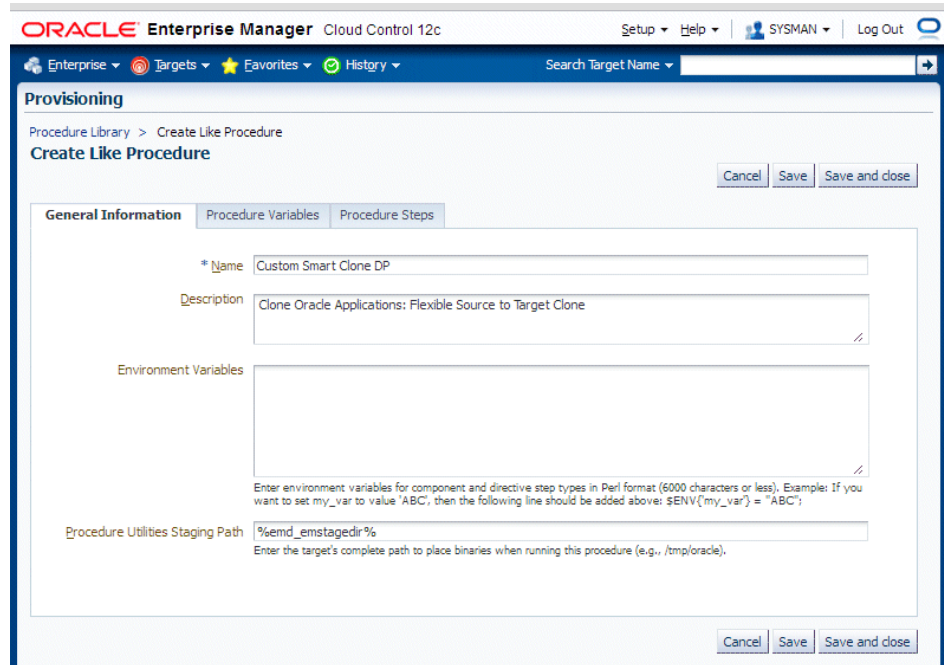 ORACLE Enterprise Manager Cloud Control 12c Setup Help SYSMAN Log Out
Enterprise Targets Favorites History Search Target Name
Provisioning
Procedure Library > Create Like Procedure
Create Like Procedure
Cancel Save Save and close
General Information Procedure Variables Procedure Steps
* Name Custom Smart Clone DP
Description Clone Oracle Applications: Flexible Source to Target Clone
Environment Variables
Enter environment variables for component and directive step types in Perl format (6000 characters or less). Example: If you
want to set my_var to value 'ABC', then the following line should be added above: $ENV{'my_var'} = "ABC";
Procedure Utilities Staging Path %emd_emstagedir%
Enter the target's complete path to place binaries when running this procedure (e.g., /tmp/oracle).
Cancel Save Save and close